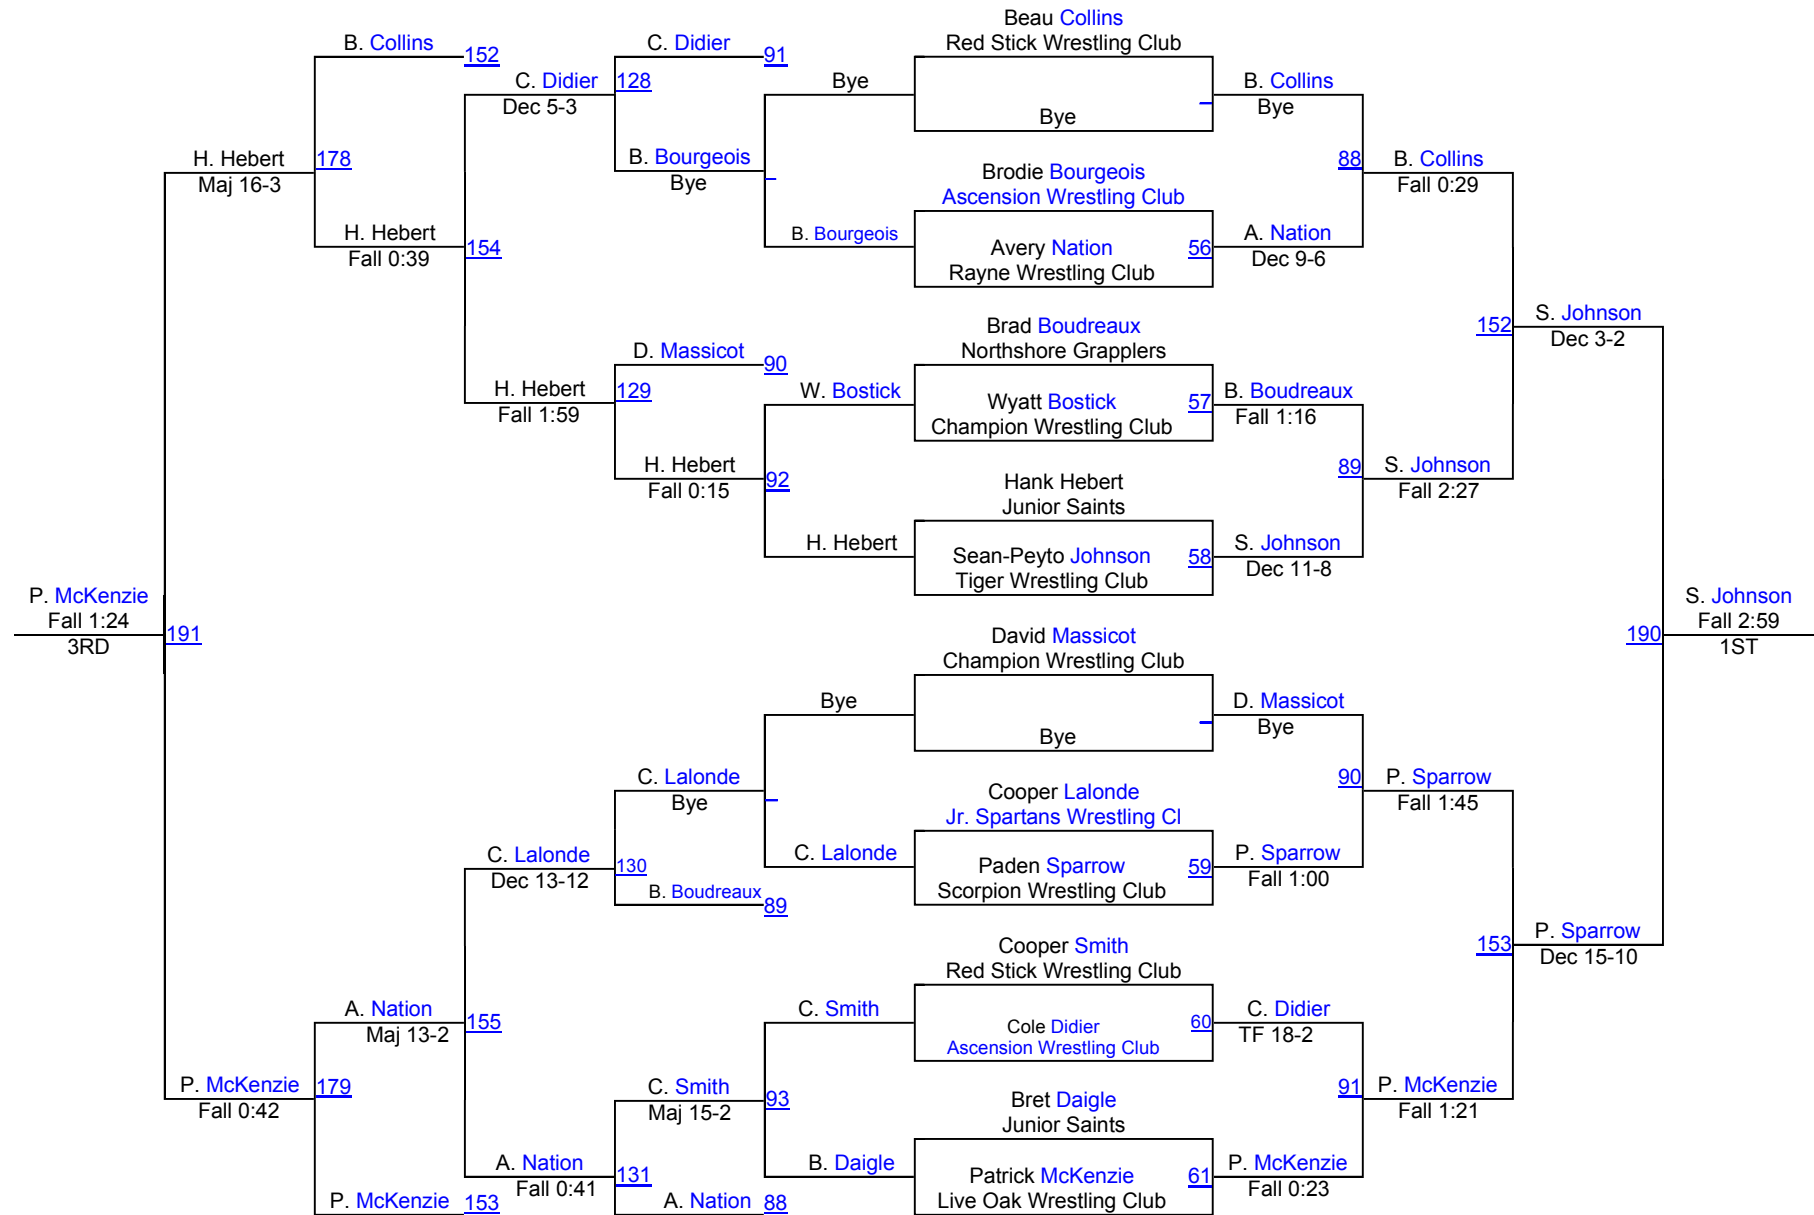 Beau Collins
B. Collins
152
C. Didier
91
Red Stick Wrestling Club
C. Didier
128
Bye
B. Collins
Dec 5-3
Bye
Bye
H. Hebert
178
B. Bourgeois
88
B. Collins
Maj 16-3
Bye
Brodie Bourgeois
Fall 0:29
Ascension Wrestling Club
H. Hebert
154
B. Bourgeois
Avery Nation
56
A. Nation
Fall 0:39
Rayne Wrestling Club
Dec 9-6
Brad Boudreaux
152
S. Johnson
D. Massicot
90
Northshore Grapplers
Dec 3-2
H. Hebert
129
W. Bostick
Wyatt Bostick
57
B. Boudreaux
Fall 1:59
Champion Wrestling Club
Fall 1:16
H. Hebert
92
Hank Hebert
89
S. Johnson
Fall 0:15
Junior Saints
Fall 2:27
H. Hebert
Sean-Peyto Johnson
58
S. Johnson
Tiger Wrestling Club
Dec 11-8
P. McKenzie
S. Johnson
Fall 1:24
191
David Massicot
190
Fall 2:59
3RD
Champion Wrestling Club
1ST
Bye
D. Massicot
Bye
Bye
C. Lalonde
Cooper Lalonde
90
P. Sparrow
Bye
Jr. Spartans Wrestling Cl
Fall 1:45
C. Lalonde
130
C. Lalonde
Paden Sparrow
59
P. Sparrow
Dec 13-12
B. Boudreaux
89
Scorpion Wrestling Club
Fall 1:00
Cooper Smith
153
P. Sparrow
Red Stick Wrestling Club
Dec 15-10
A. Nation
155
C. Smith
Cole Didier
60
C. Didier
Maj 13-2
Ascension Wrestling Club
TF 18-2
P. McKenzie
179
C. Smith
93
Bret Daigle
91
P. McKenzie
Fall 0:42
Maj 15-2
Junior Saints
Fall 1:21
A. Nation
131
B. Daigle
Patrick McKenzie
61
P. McKenzie
Fall 0:41
Live Oak Wrestling Club
Fall 0:23
P. McKenzie
153
A. Nation
88